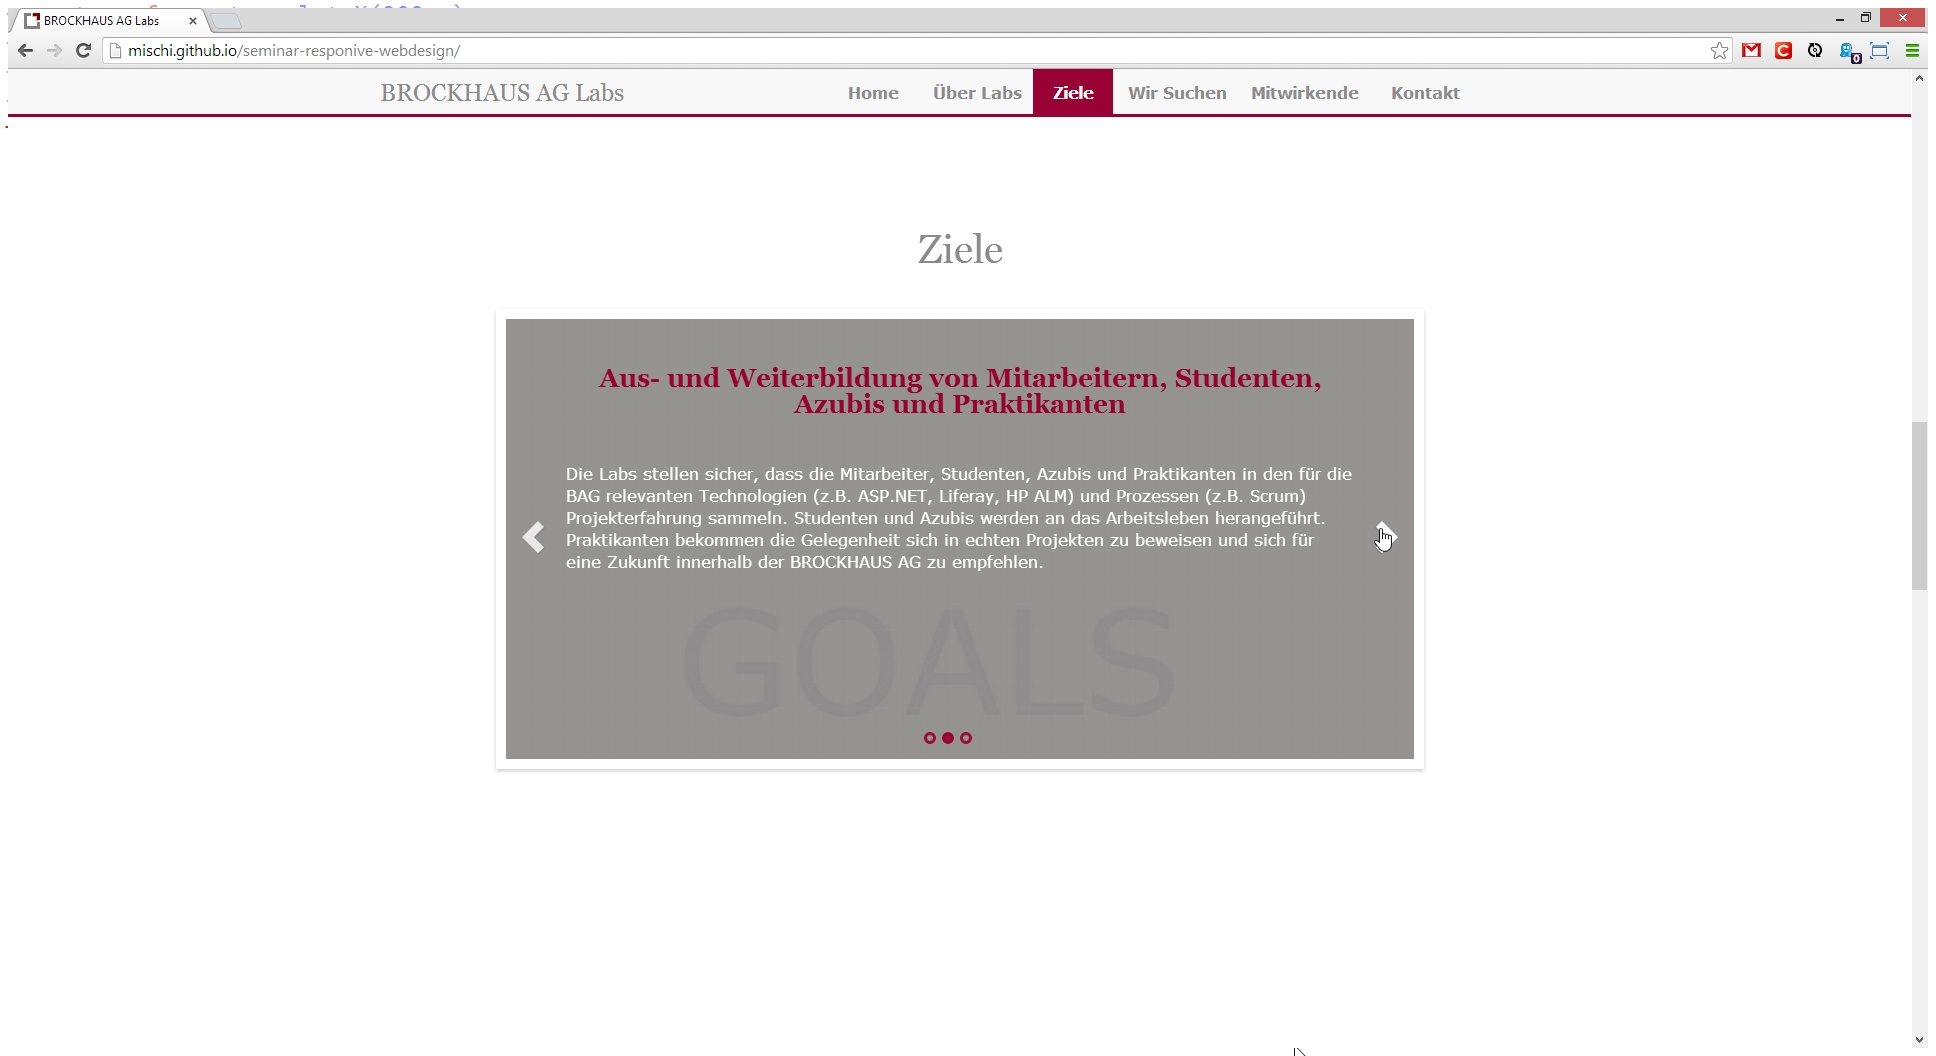 BROCKHAUS AG Labs
mischi.github.io/seminar-responive-webdesign/
0
BROCKHAUS AG Labs
Home Über Labs Ziele Wir Suchen Mitwirkende Kontakt
Ziele
Aus- und Weiterbildung von Mitarbeitern, Studenten,
Azubis und Praktikanten
Die Labs stellen sicher, dass die Mitarbeiter, Studenten, Azubis und Praktikanten in den für die
BAG relevanten Technologien (z.B. ASP.NET, Liferay, HP ALM) und Prozessen (z.B. Scrum)
Projekterfahrung sammeln. Studenten und Azubis werden an das Arbeitsleben herangeführt.
Praktikanten bekommen die Gelegenheit sich in echten Projekten zu beweisen und sich für
eine Zukunft innerhalb der BROCKHAUS AG zu empfehlen.
GOALS